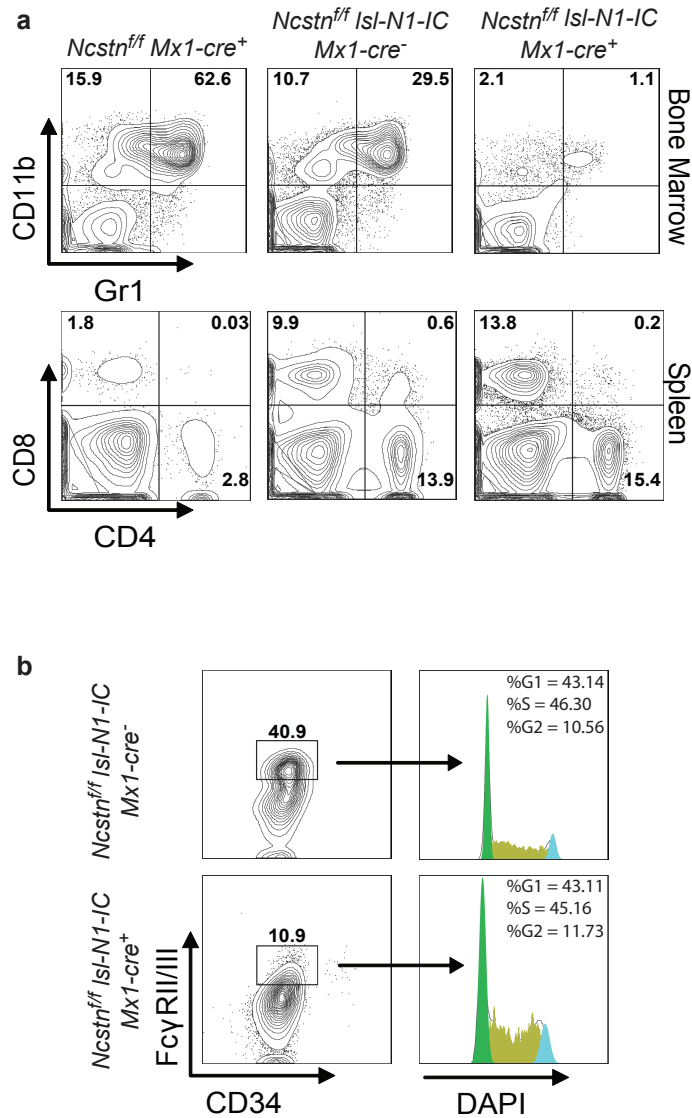 a
Ncstn^f/f Mx1-cre⁺
Ncstn^f/f lsl-N1-IC
Mx1-cre⁻
Ncstn^f/f lsl-N1-IC
Mx1-cre⁺
15.9 62.6
10.7 29.5
2.1 1.1
CD11b
Gr1
Bone Marrow
1.8 0.03
2.8
9.9 0.6
13.9
13.8 0.2
15.4
CD8
CD4
Spleen
b
Ncstn^f/f lsl-N1-IC
Mx1-cre⁻
40.9
%G1 = 43.14
%S = 46.30
%G2 = 10.56
Ncstn^f/f lsl-N1-IC
Mx1-cre⁺
10.9
%G1 = 43.11
%S = 45.16
%G2 = 11.73
FcγRII/III
CD34
DAPI